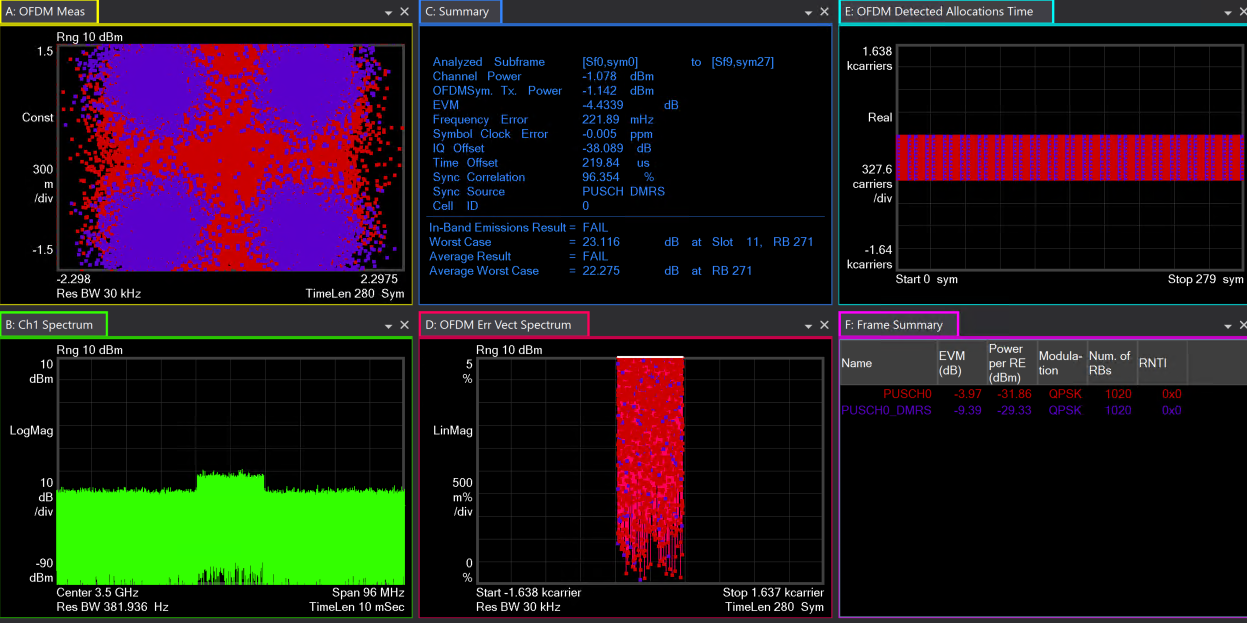 A: OFDM Meas
Rng 10 dBm
1.5
Const
300
m
/div
-1.5
-2.298 2.2975
Res BW 30 kHz TimeLen 280 Sym
C: Summary
Analyzed Subframe [Sf0,sym0] to [Sf9,sym27]
Channel Power -1.078 dBm
OFDMSym. Tx. Power -1.142 dBm
EVM -4.4339 dB
Frequency Error 221.89 mHz
Symbol Clock Error -0.005 ppm
IQ Offset -38.089 dB
Time Offset 219.84 us
Sync Correlation 96.354 %
Sync Source PUSCH DMRS
Cell ID 0
In-Band Emissions Result = FAIL
Worst Case = 23.116 dB at Slot 11, RB 271
Average Result = FAIL
Average Worst Case = 22.275 dB at RB 271
E: OFDM Detected Allocations Time
1.638
kcarriers
Real
327.6
carriers
/div
-1.64
kcarriers
Start 0 sym Stop 279 sym
B: Ch1 Spectrum
Rng 10 dBm
10
dBm
LogMag
10
dB
/div
-90
dBm
Center 3.5 GHz Span 96 MHz
Res BW 381.936 Hz TimeLen 10 mSec
D: OFDM Err Vect Spectrum
Rng 10 dBm
5
%
LinMag
500
m%
/div
0
%
Start -1.638 kcarrier Stop 1.637 kcarrier
Res BW 30 kHz TimeLen 280 Sym
F: Frame Summary
Name EVM (dB) Power per RE (dBm) Modula-tion Num. of RBs RNTI
PUSCH0 -3.97 -31.86 QPSK 1020 0x0
PUSCH0_DMRS -9.39 -29.33 QPSK 1020 0x0